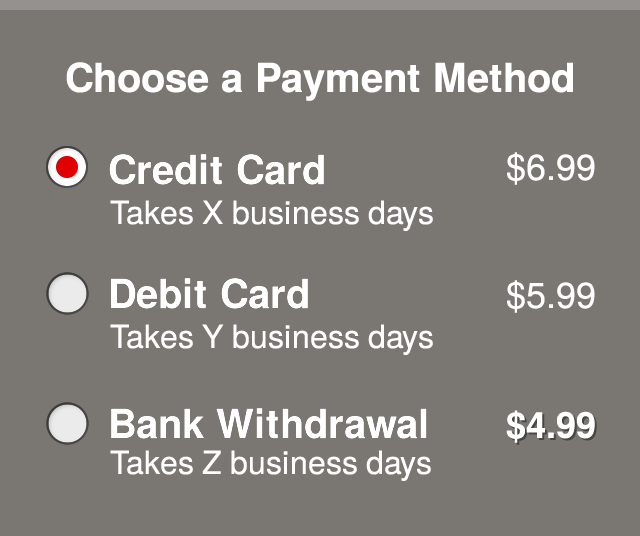 Choose a Payment Method
Credit Card $6.99
Takes X business days
Debit Card $5.99
Takes Y business days
Bank Withdrawal $4.99
Takes Z business days